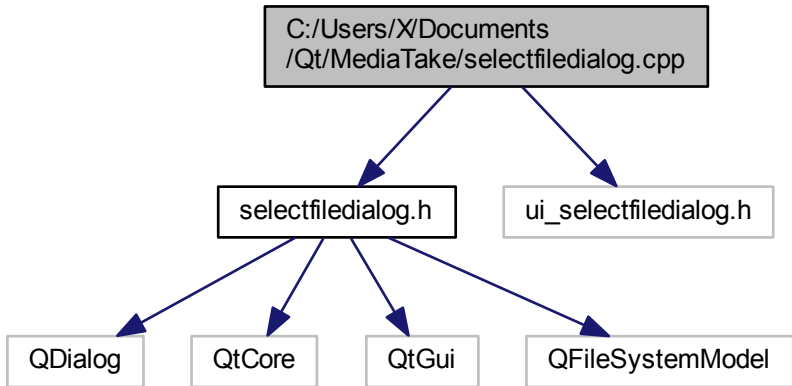 C:/Users/X/Documents
/Qt/MediaTake/selectfiledialog.cpp
selectfiledialog.h
ui_selectfiledialog.h
QDialog
QtCore
QtGui
QFileSystemModel